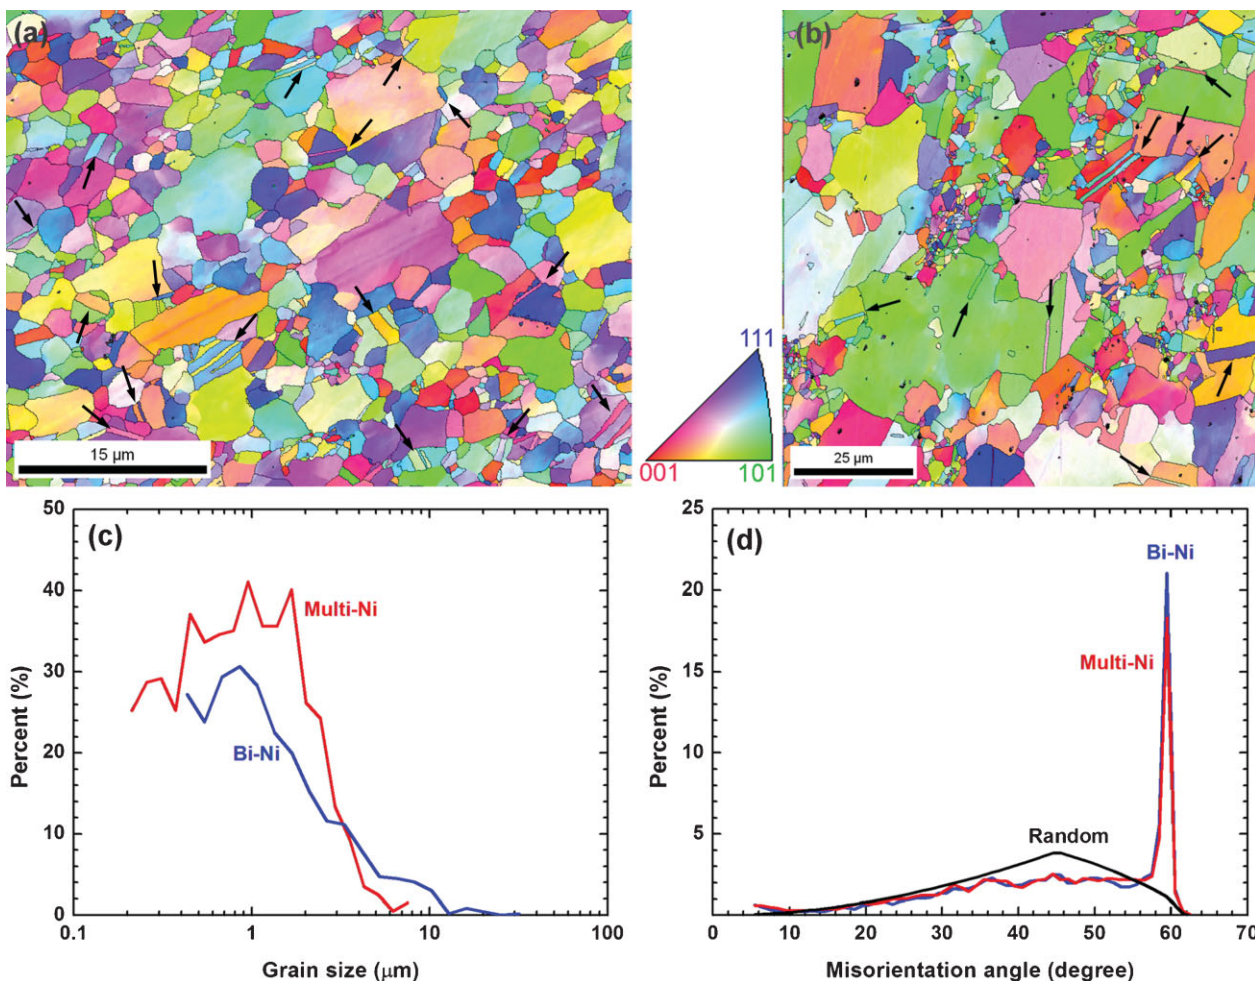 (a)
(b)
15 µm
111
001
101
25 µm
(c)
50
40
30
20
10
0
Percent (%)
Multi-Ni
Bi-Ni
0.1
1
10
100
Grain size (µm)
(d)
25
20
15
10
5
Percent (%)
Bi-Ni
Multi-Ni
Random
0
10
20
30
40
50
60
70
Misorientation angle (degree)